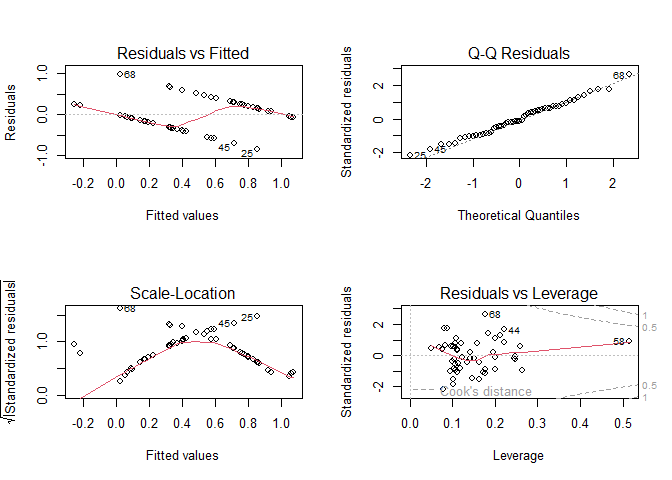 Residuals vs Fitted
Residuals
1.0
0.0
-1.0
68
45
25
-0.2 0.0 0.2 0.4 0.6 0.8 1.0
Fitted values
Q-Q Residuals
Standardized residuals
2
0
-2
68
25
45
-2 -1 0 1 2
Theoretical Quantiles
Scale-Location
√|Standardized residuals|
1.0
0.0
68
45
25
-0.2 0.0 0.2 0.4 0.6 0.8 1.0
Fitted values
Residuals vs Leverage
Standardized residuals
2
0
-2
68
44
58
1
0.5
0.5
1
Cook's distance
0.0 0.1 0.2 0.3 0.4 0.5
Leverage